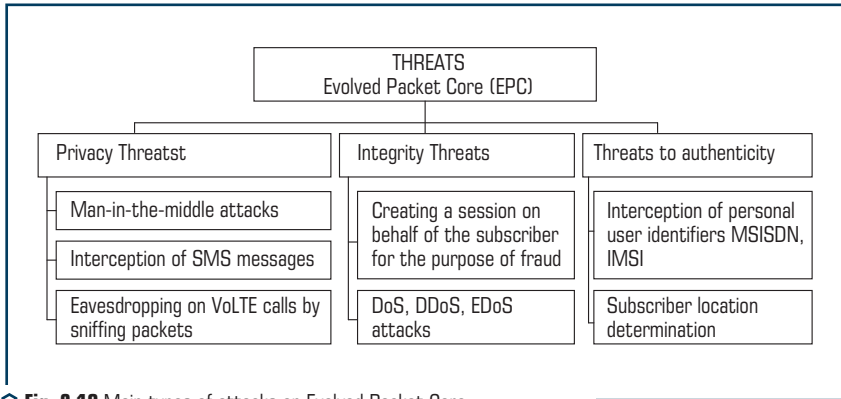 THREATS
Evolved Packet Core (EPC)
Privacy Threatst
Man-in-the-middle attacks
Interception of SMS messages
Eavesdropping on VoLTE calls by
sniffing packets
Integrity Threats
Creating a session on
behalf of the subscriber
for the purpose of fraud
DoS, DDoS, EDoS
attacks
Threats to authenticity
Interception of personal
user identifiers MSISDN,
IMSI
Subscriber location
determination
Main types of attacks on Evolved Packet Core